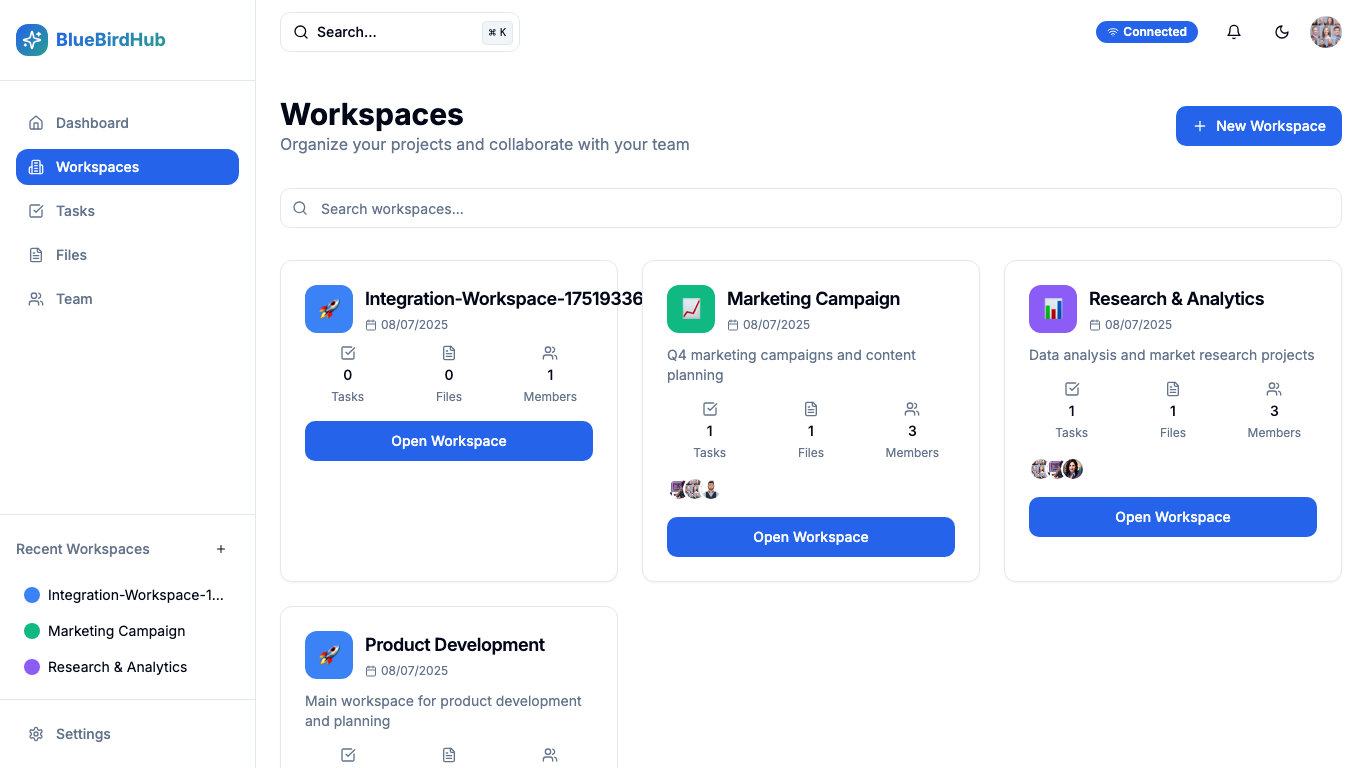 BlueBirdHub
Dashboard
Workspaces
Tasks
Files
Team
Recent Workspaces
Integration-Workspace-1...
Marketing Campaign
Research & Analytics
Settings
Search...
⌘ K
Connected
Workspaces
Organize your projects and collaborate with your team
New Workspace
Search workspaces...
Integration-Workspace-17519336
08/07/2025
0
0
1
Tasks
Files
Members
Open Workspace
Marketing Campaign
08/07/2025
Q4 marketing campaigns and content
planning
1
1
3
Tasks
Files
Members
Open Workspace
Research & Analytics
08/07/2025
Data analysis and market research projects
1
1
3
Tasks
Files
Members
Open Workspace
Product Development
08/07/2025
Main workspace for product development
and planning